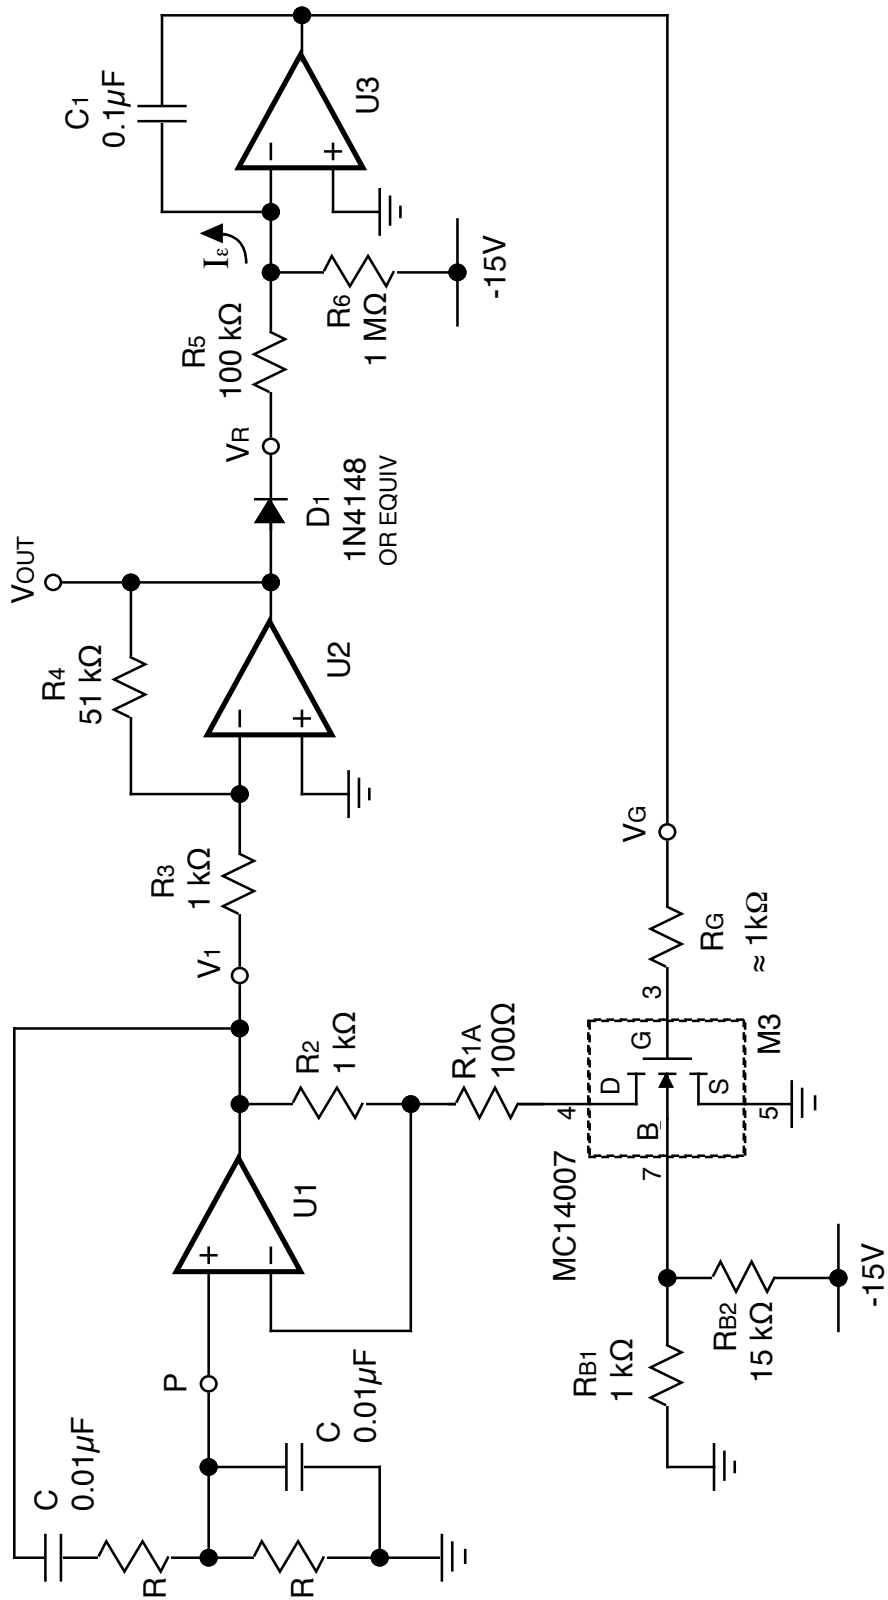 C
0.01µF
R
R
C
0.01µF
P
+
−
U1
V1
R2
1 kΩ
R1A
100Ω
R3
1 kΩ
R4
51 kΩ
−
+
U2
VOUT
D1
1N4148
OR EQUIV
VR
R5
100 kΩ
Iε
R6
1 MΩ
-15V
C1
0.1µF
−
+
U3
VG
RG
≈ 1kΩ
MC14007
M3
4
D
3
G
7
B
S
5
RB1
1 kΩ
RB2
15 kΩ
-15V